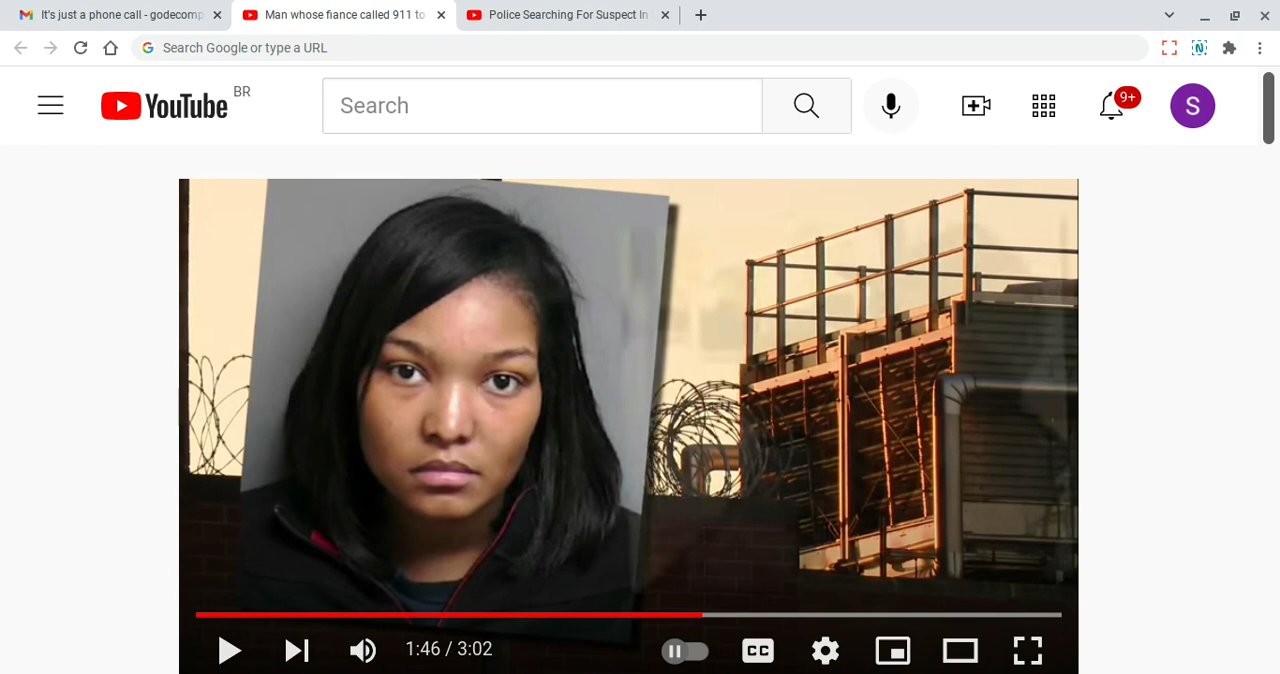 It's just a phone call - godecomp
Man whose fiance called 911 to
Police Searching For Suspect In
Search Google or type a URL
YouTube BR
Search
9+
S
1:46 / 3:02
CC